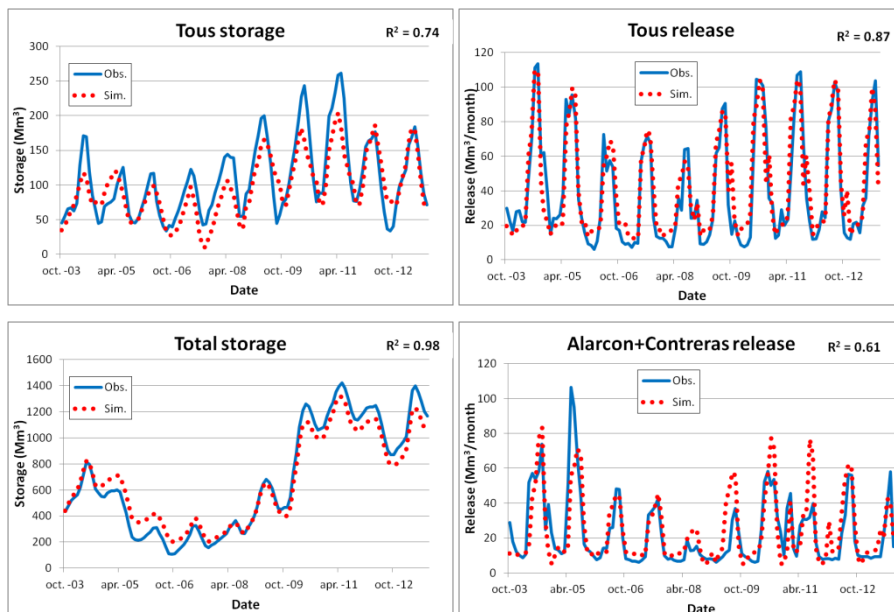 Tous storage
R² = 0.74
Storage (Mm³)
300
250
200
150
100
50
0
Obs.
Sim.
oct. -03 apr. -05 oct. -06 apr. -08 oct. -09 apr. -11 oct. -12
Date
Tous release
R² = 0.87
Release (Mm³/month)
120
100
80
60
40
20
0
Obs.
Sim.
oct. -03 apr. -05 oct. -06 apr. -08 oct. -09 apr. -11 oct. -12
Date
Total storage
R² = 0.98
Storage (Mm³)
1600
1400
1200
1000
800
600
400
200
0
Obs.
Sim.
oct. -03 apr. -05 oct. -06 apr. -08 oct. -09 apr. -11 oct. -12
Date
Alarcon+Contreras release
R² = 0.61
Release (Mm³/month)
120
100
80
60
40
20
0
Obs.
Sim.
oct. -03 abr.-05 oct. -06 abr.-08 oct. -09 abr.-11 oct. -12
Date